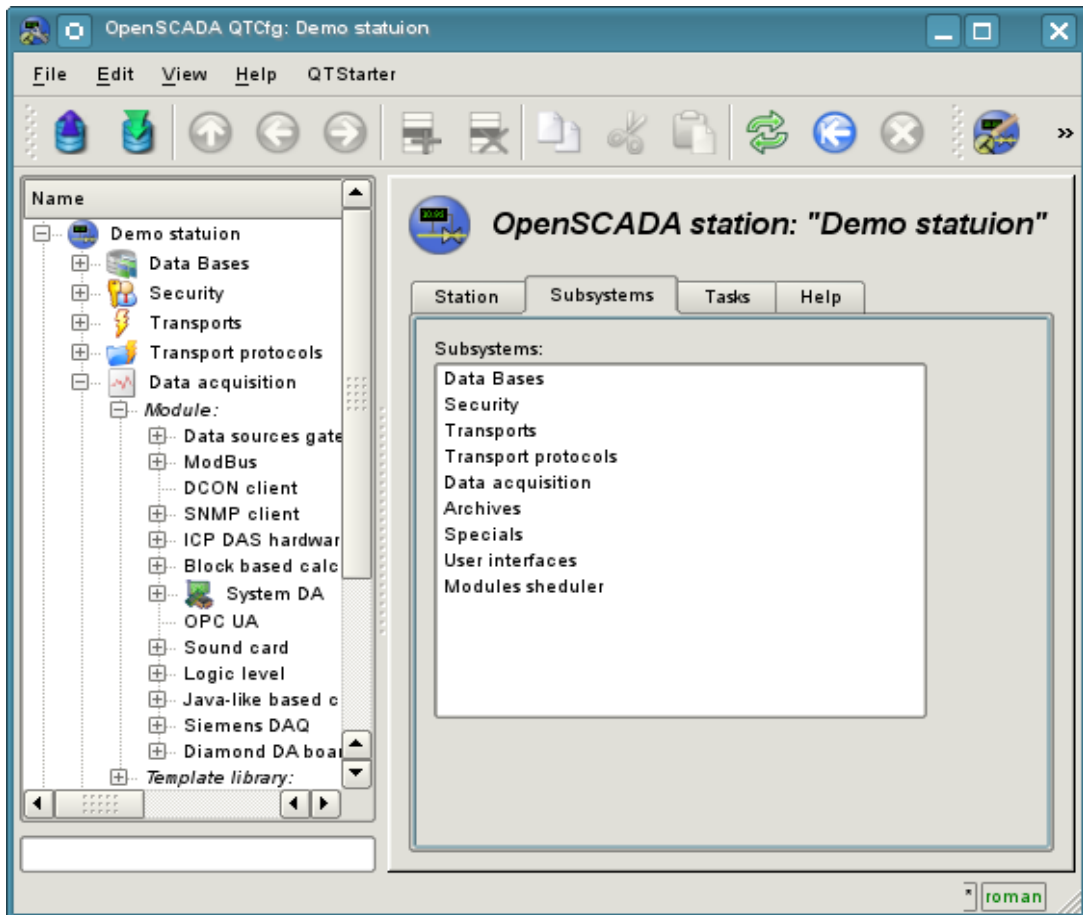 OpenSCADA QTCfg: Demo statuion
File Edit View Help QTStarter
»
Name
Demo statuion
Data Bases
Security
Transports
Transport protocols
Data acquisition
Module:
Data sources gate
ModBus
DCON client
SNMP client
ICP DAS hardwar
Block based calc
System DA
OPC UA
Sound card
Logic level
Java-like based c
Siemens DAQ
Diamond DA boar
Template library:
OpenSCADA station: "Demo statuion"
Station Subsystems Tasks Help
Subsystems:
Data Bases
Security
Transports
Transport protocols
Data acquisition
Archives
Specials
User interfaces
Modules sheduler
* roman